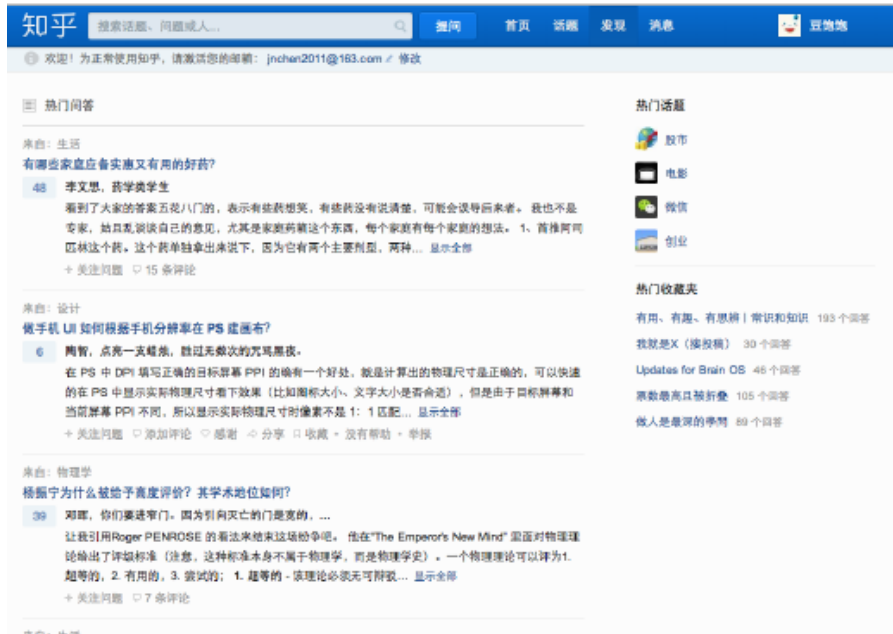 知乎
搜索话题、问题或人...
提问
首页 话题 发现 消息
豆饱饱
欢迎！为正常使用知乎，请激活您的邮箱： jnchen2011@163.com 修改
热门问答
来自：生活
有哪些家庭应备实惠又有用的好药?
48 李文思，药学类学生
看到了大家的答案五花八门的，表示有些药想笑，有些药没有说清楚，可能会误导后来者。 我也不是
专家，姑且乱谈谈自己的意见，尤其是家庭药箱这个东西，每个家庭有每个家庭的想法。 1、首推阿司
匹林这个药。这个药单独拿出来说下，因为它有两个主要剂型，两种... 显示全部
+ 关注问题 15 条评论
来自：设计
做手机 UI 如何根据手机分辨率在 PS 建画布?
6 陶智，点亮一支蜡烛，胜过无数次的咒骂黑夜。
在 PS 中 DPI 填写正确的目标屏幕 PPI 的确有一个好处，就是计算出的物理尺寸是正确的，可以快速
的在 PS 中显示实际物理尺寸看下效果（比如图标大小、文字大小是否合适），但是由于目标屏幕和
当前屏幕 PPI 不同，所以显示实际物理尺寸时像素不是 1：1 匹配... 显示全部
+ 关注问题 添加评论 感谢 分享 收藏 • 没有帮助 • 举报
来自：物理学
杨振宁为什么被给予高度评价? 其学术地位如何?
39 邓晖，你们要进窄门。因为引向灭亡的门是宽的，...
让我引用Roger PENROSE 的看法来结束这场纷争吧。 他在"The Emperor's New Mind" 里面对物理理
论给出了评级标准（注意，这种标准本身不属于物理学，而是物理学史）。一个物理理论可以评为1.
超等的，2. 有用的，3. 尝试的； 1. 超等的 - 该理论必须无可辩驳... 显示全部
+ 关注问题 7 条评论
热门话题
股市
电影
微信
创业
热门收藏夹
有用、有趣、有思辨 | 常识和知识 193 个回答
我就是X（接投稿） 30 个回答
Updates for Brain OS 46 个回答
票数最高且被折叠 105 个回答
做人是最深的学问 89 个回答